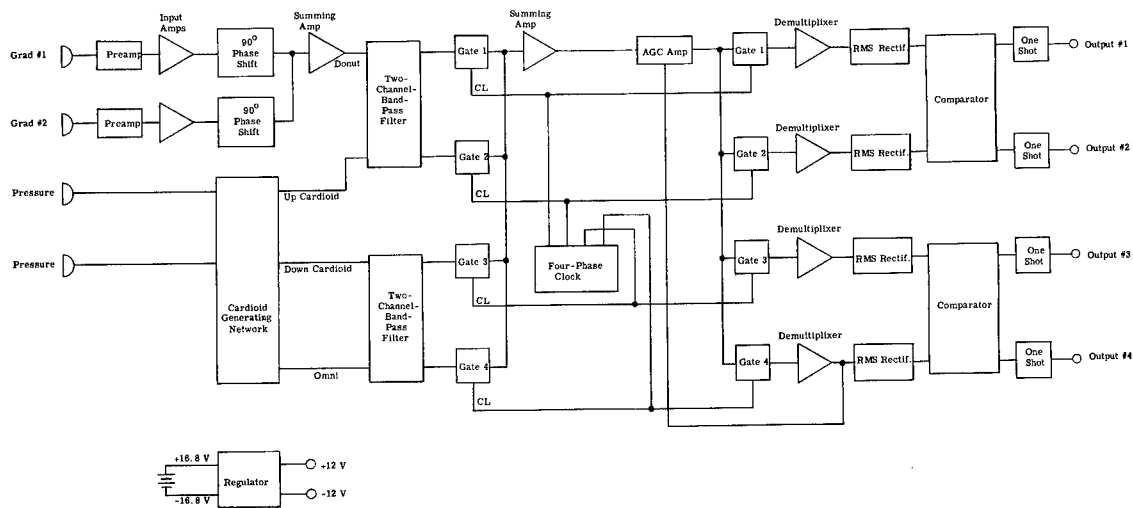 Input
Amps
Summing
Amp
Summing
Amp
Demultiplixer
Grad #1
Preamp
90°
Phase
Shift
Donut
Gate 1
AGC Amp
Gate 1
RMS Rectif.
One
Shot
Output #1
CL
Two-
Channel-
Band-
Pass
Filter
Comparator
Grad #2
Preamp
90°
Phase
Shift
Demultiplixer
Gate 2
Gate 2
RMS Rectif.
One
Shot
Output #2
CL
Pressure
Up Cardioid
Demultiplixer
Pressure
Down Cardioid
Gate 3
Four-Phase
Clock
Gate 3
RMS Rectif.
One
Shot
Output #3
CL
Cardioid
Generating
Network
Two-
Channel-
Band-
Pass
Filter
Comparator
Demultiplixer
Omni
Gate 4
Gate 4
RMS Rectif.
One
Shot
Output #4
CL
+16.8 V
Regulator
+12 V
-16.8 V
-12 V